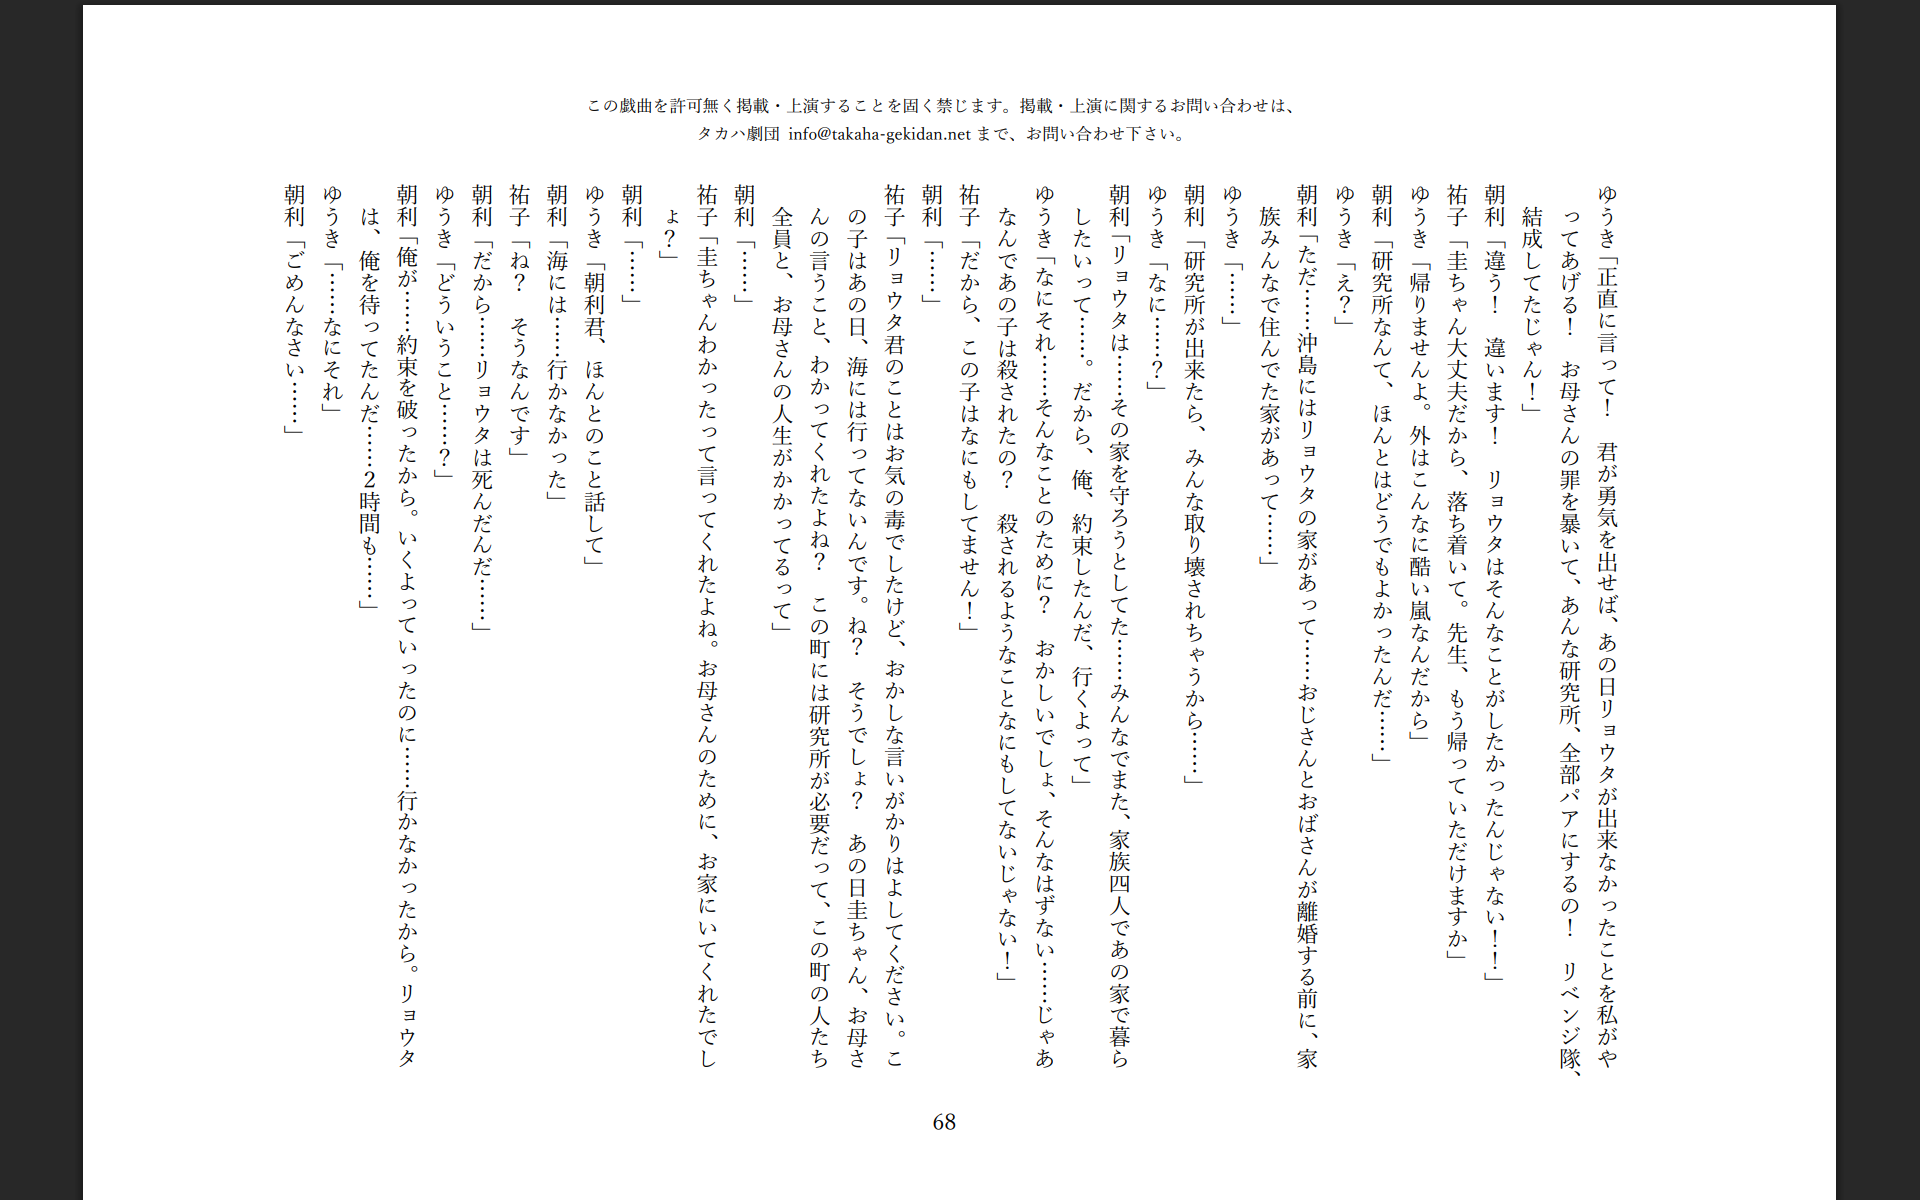 この戯曲を許可無く掲載・上演することを固く禁じます。掲載・上演に関するお問い合わせは、
タカハ劇団 info@takaha-gekidan.net まで、お問い合わせ下さい。
ゆうき「正直に言って！　君が勇気を出せば、あの日リョウタが出来なかったことを私がや
ってあげる！　お母さんの罪を暴いて、あんな研究所、全部パアにするの！　リベンジ隊、
結成してたじゃん！」
朝利「違う！　違います！　リョウタはそんなことがしたかったんじゃない！！」
祐子「圭ちゃん大丈夫だから、落ち着いて。先生、もう帰っていただけますか」
ゆうき「帰りませんよ。外はこんなに酷い嵐なんだから」
朝利「研究所なんて、ほんとはどうでもよかったんだ……」
ゆうき「え？」
朝利「ただ……沖島にはリョウタの家があって……おじさんとおばさんが離婚する前に、家
族みんなで住んでた家があって……」
ゆうき「……」
朝利「研究所が出来たら、みんな取り壊されちゃうから……」
ゆうき「なに……？」
朝利「リョウタは……その家を守ろうとしてた……みんなでまた、家族四人であの家で暮ら
したいって……。だから、俺、約束したんだ、行くよって」
ゆうき「なにそれ……そんなことのために？　おかしいでしょ、そんなはずない……じゃあ
なんであの子は殺されたの？　殺されるようなことなにもしてないじゃない！」
祐子「だから、この子はなにもしてません！」
朝利「……」
祐子「リョウタ君のことはお気の毒でしたけど、おかしな言いがかりはよしてください。こ
の子はあの日、海には行ってないんです。ね？　そうでしょ？　あの日圭ちゃん、お母さ
んの言うこと、わかってくれたよね？　この町には研究所が必要だって、この町の人たち
全員と、お母さんの人生がかかってるって」
朝利「……」
祐子「圭ちゃんわかったって言ってくれたよね。お母さんのために、お家にいてくれたでし
ょ？」
朝利「……」
ゆうき「朝利君、ほんとのこと話して」
朝利「海には……行かなかった」
祐子「ね？　そうなんです」
朝利「だから……リョウタは死んだんだ……」
ゆうき「どういうこと……？」
朝利「俺が……約束を破ったから。いくよっていったのに……行かなかったから。リョウタ
は、俺を待ってたんだ……２時間も……」
ゆうき「……なにそれ」
朝利「ごめんなさい……」
68